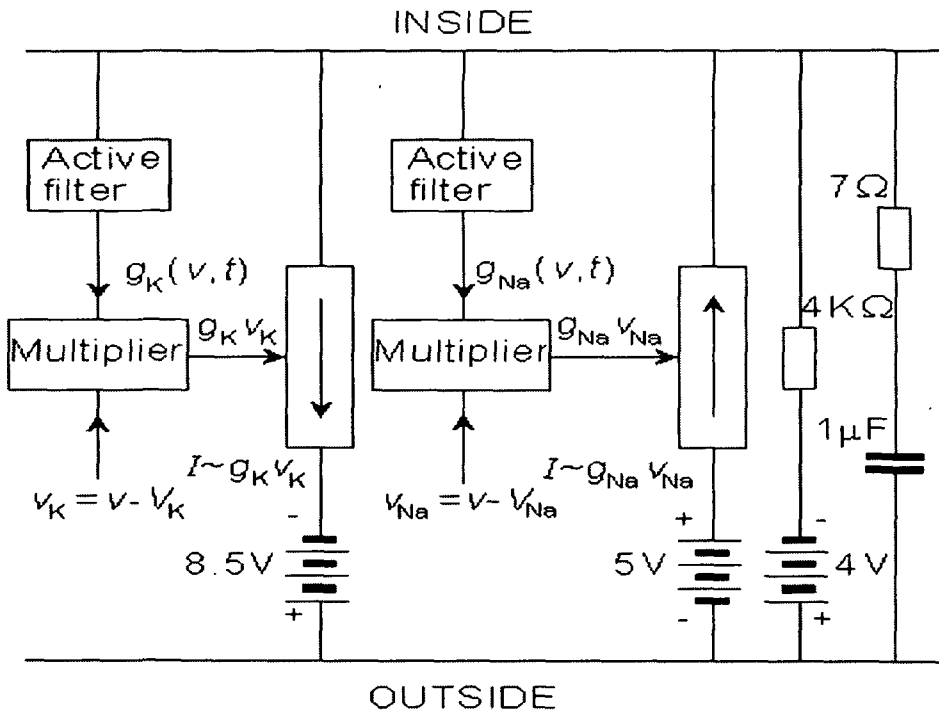 INSIDE
Active
filter
Active
filter
7Ω
g_K(v,t)
g_Na(v,t)
4KΩ
Multiplier
g_K v_K
Multiplier
g_Na v_Na
1μF
I~g_K v_K
I~g_Na v_Na
v_K = v- V_K
v_Na = v- V_Na
-
+
-
8.5V
5V
4V
+
-
+
OUTSIDE